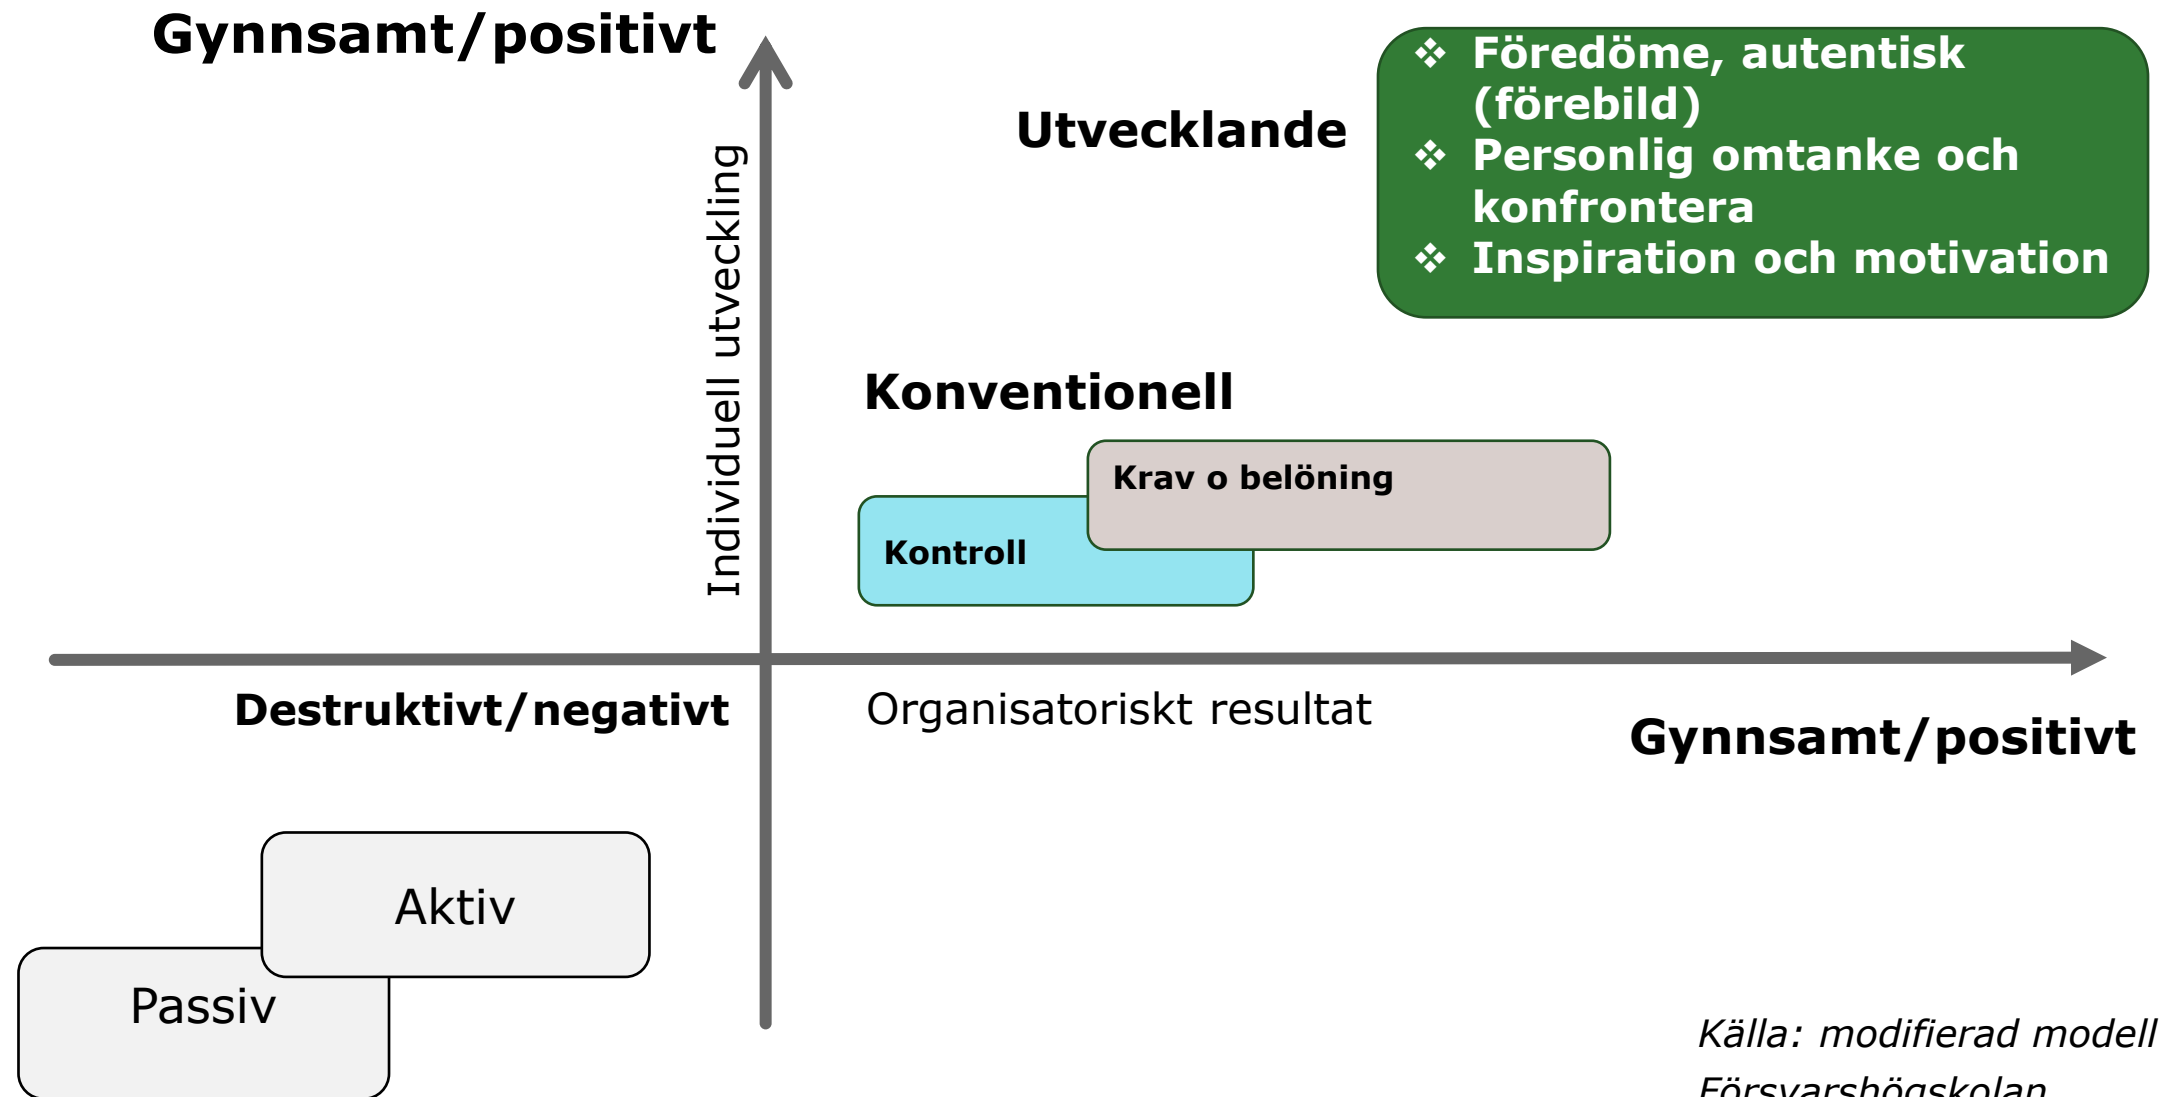 Gynnsamt/positivt
❖ Föredöme, autentisk
(förebild)
❖ Personlig omtanke och
konfrontera
❖ Inspiration och motivation
Utvecklande
Individuell utveckling
Konventionell
Krav o belöning
Kontroll
Destruktivt/negativt
Organisatoriskt resultat
Gynnsamt/positivt
Aktiv
Passiv
Källa: modifierad modell
Försvarshögskolan